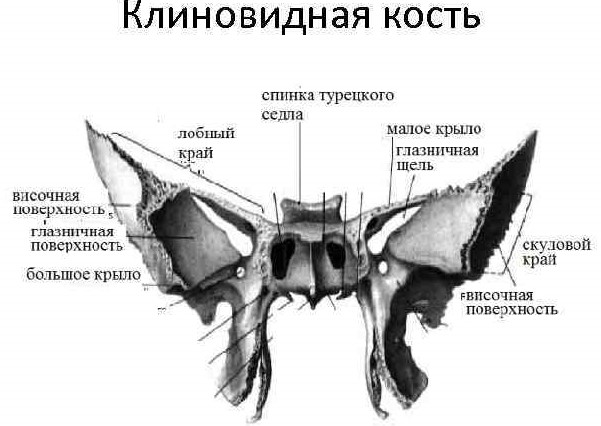 Клиновидная кость
спинка турецкого
седла
лобный
край
малое крыло
глазничная
щель
височная
поверхность
глазничная
поверхность
большое крыло
скуловой
край
височная
поверхность